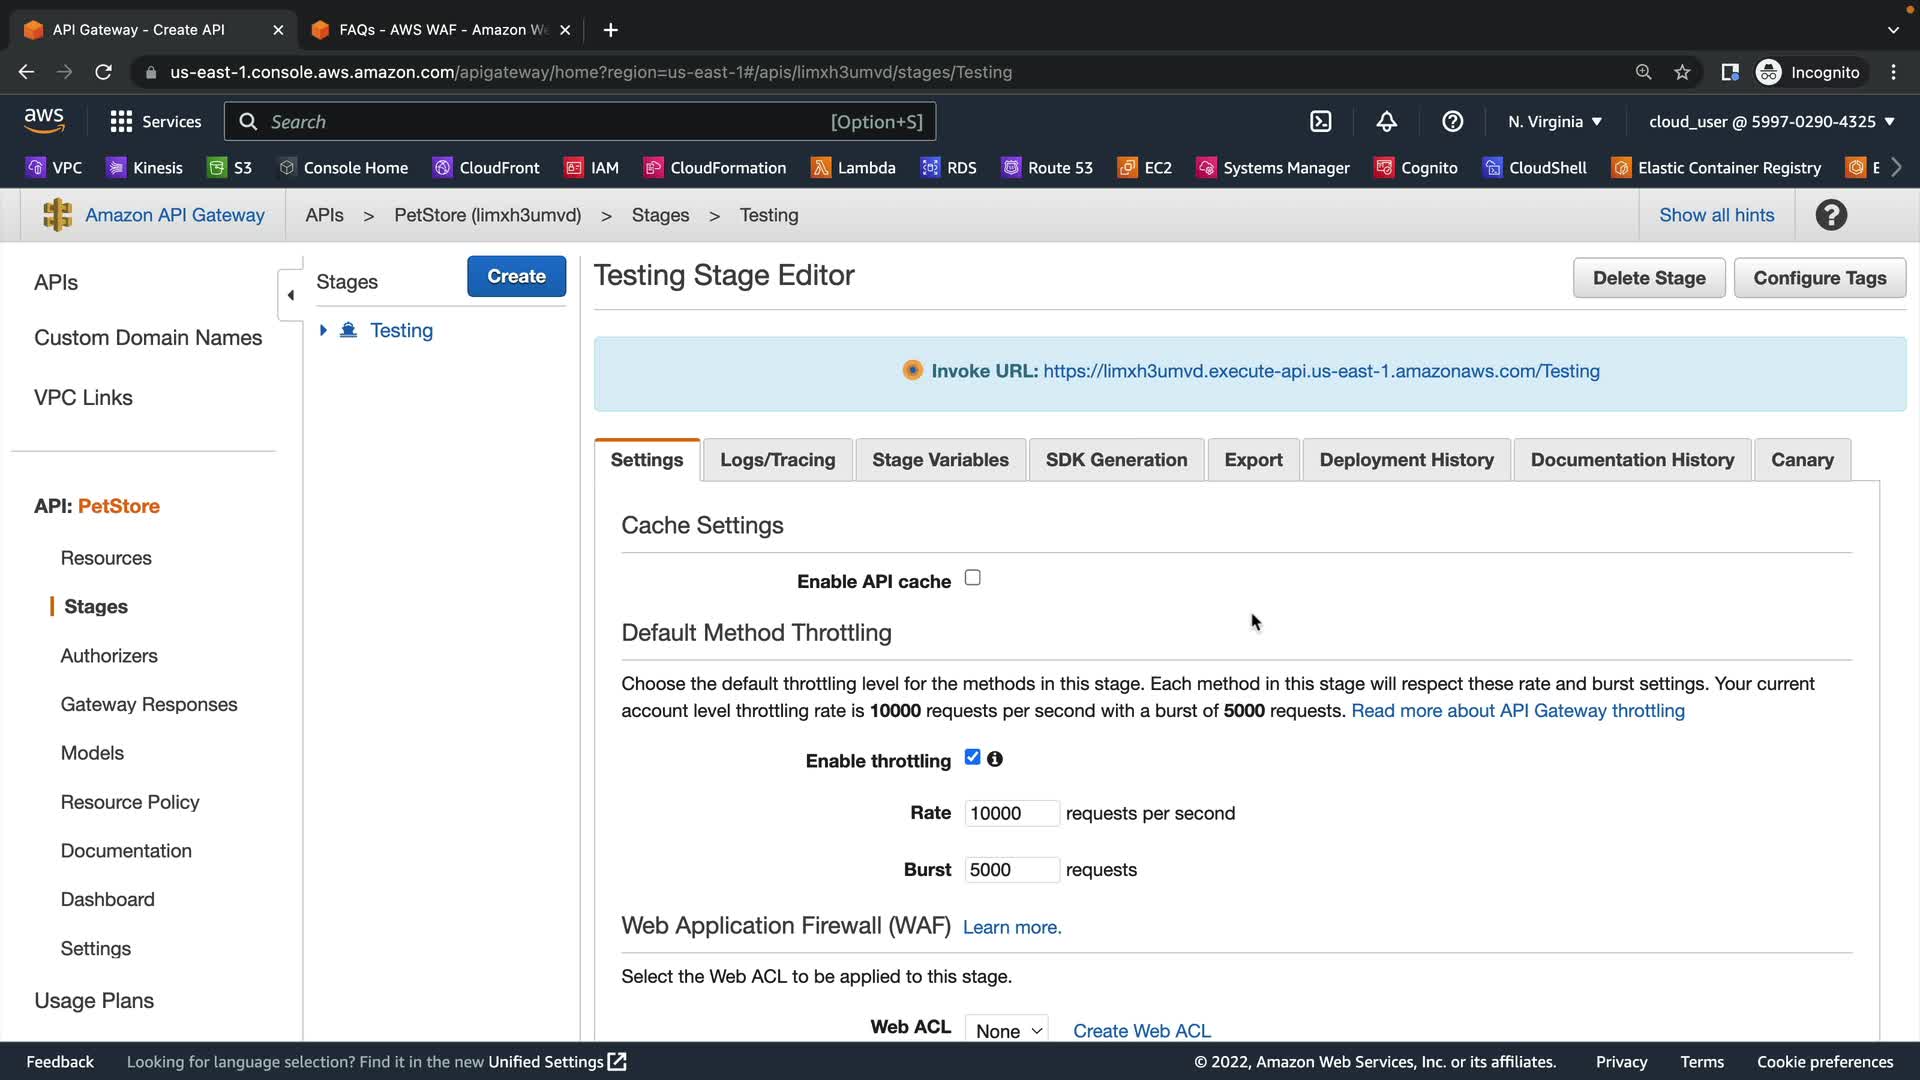 API Gateway - Create API
FAQs - AWS WAF - Amazon We
us-east-1.console.aws.amazon.com/apigateway/home?region=us-east-1#/apis/limxh3umvd/stages/Testing
Incognito
aws
Services
Search
[Option+S]
N. Virginia
cloud_user @ 5997-0290-4325
VPC
Kinesis
S3
Console Home
CloudFront
IAM
CloudFormation
Lambda
RDS
Route 53
EC2
Systems Manager
Cognito
CloudShell
Elastic Container Registry
E
Amazon API Gateway
APIs > PetStore (limxh3umvd) > Stages > Testing
Show all hints
APIs
Custom Domain Names
VPC Links
API: PetStore
Resources
Stages
Authorizers
Gateway Responses
Models
Resource Policy
Documentation
Dashboard
Settings
Usage Plans
Stages
Create
Testing
Testing Stage Editor
Delete Stage
Configure Tags
Invoke URL: https://limxh3umvd.execute-api.us-east-1.amazonaws.com/Testing
Settings
Logs/Tracing
Stage Variables
SDK Generation
Export
Deployment History
Documentation History
Canary
Cache Settings
Enable API cache
Default Method Throttling
Choose the default throttling level for the methods in this stage. Each method in this stage will respect these rate and burst settings. Your current
account level throttling rate is 10000 requests per second with a burst of 5000 requests. Read more about API Gateway throttling
Enable throttling
Rate 10000 requests per second
Burst 5000 requests
Web Application Firewall (WAF) Learn more.
Select the Web ACL to be applied to this stage.
Web ACL None Create Web ACL
Feedback
Looking for language selection? Find it in the new Unified Settings
© 2022, Amazon Web Services, Inc. or its affiliates.
Privacy
Terms
Cookie preferences